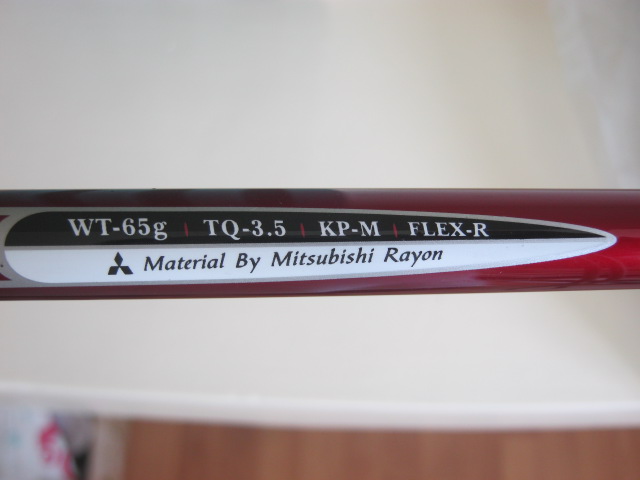 WT-65g | TQ-3.5 | KP-M | FLEX-R
Material By Mitsubishi Rayon